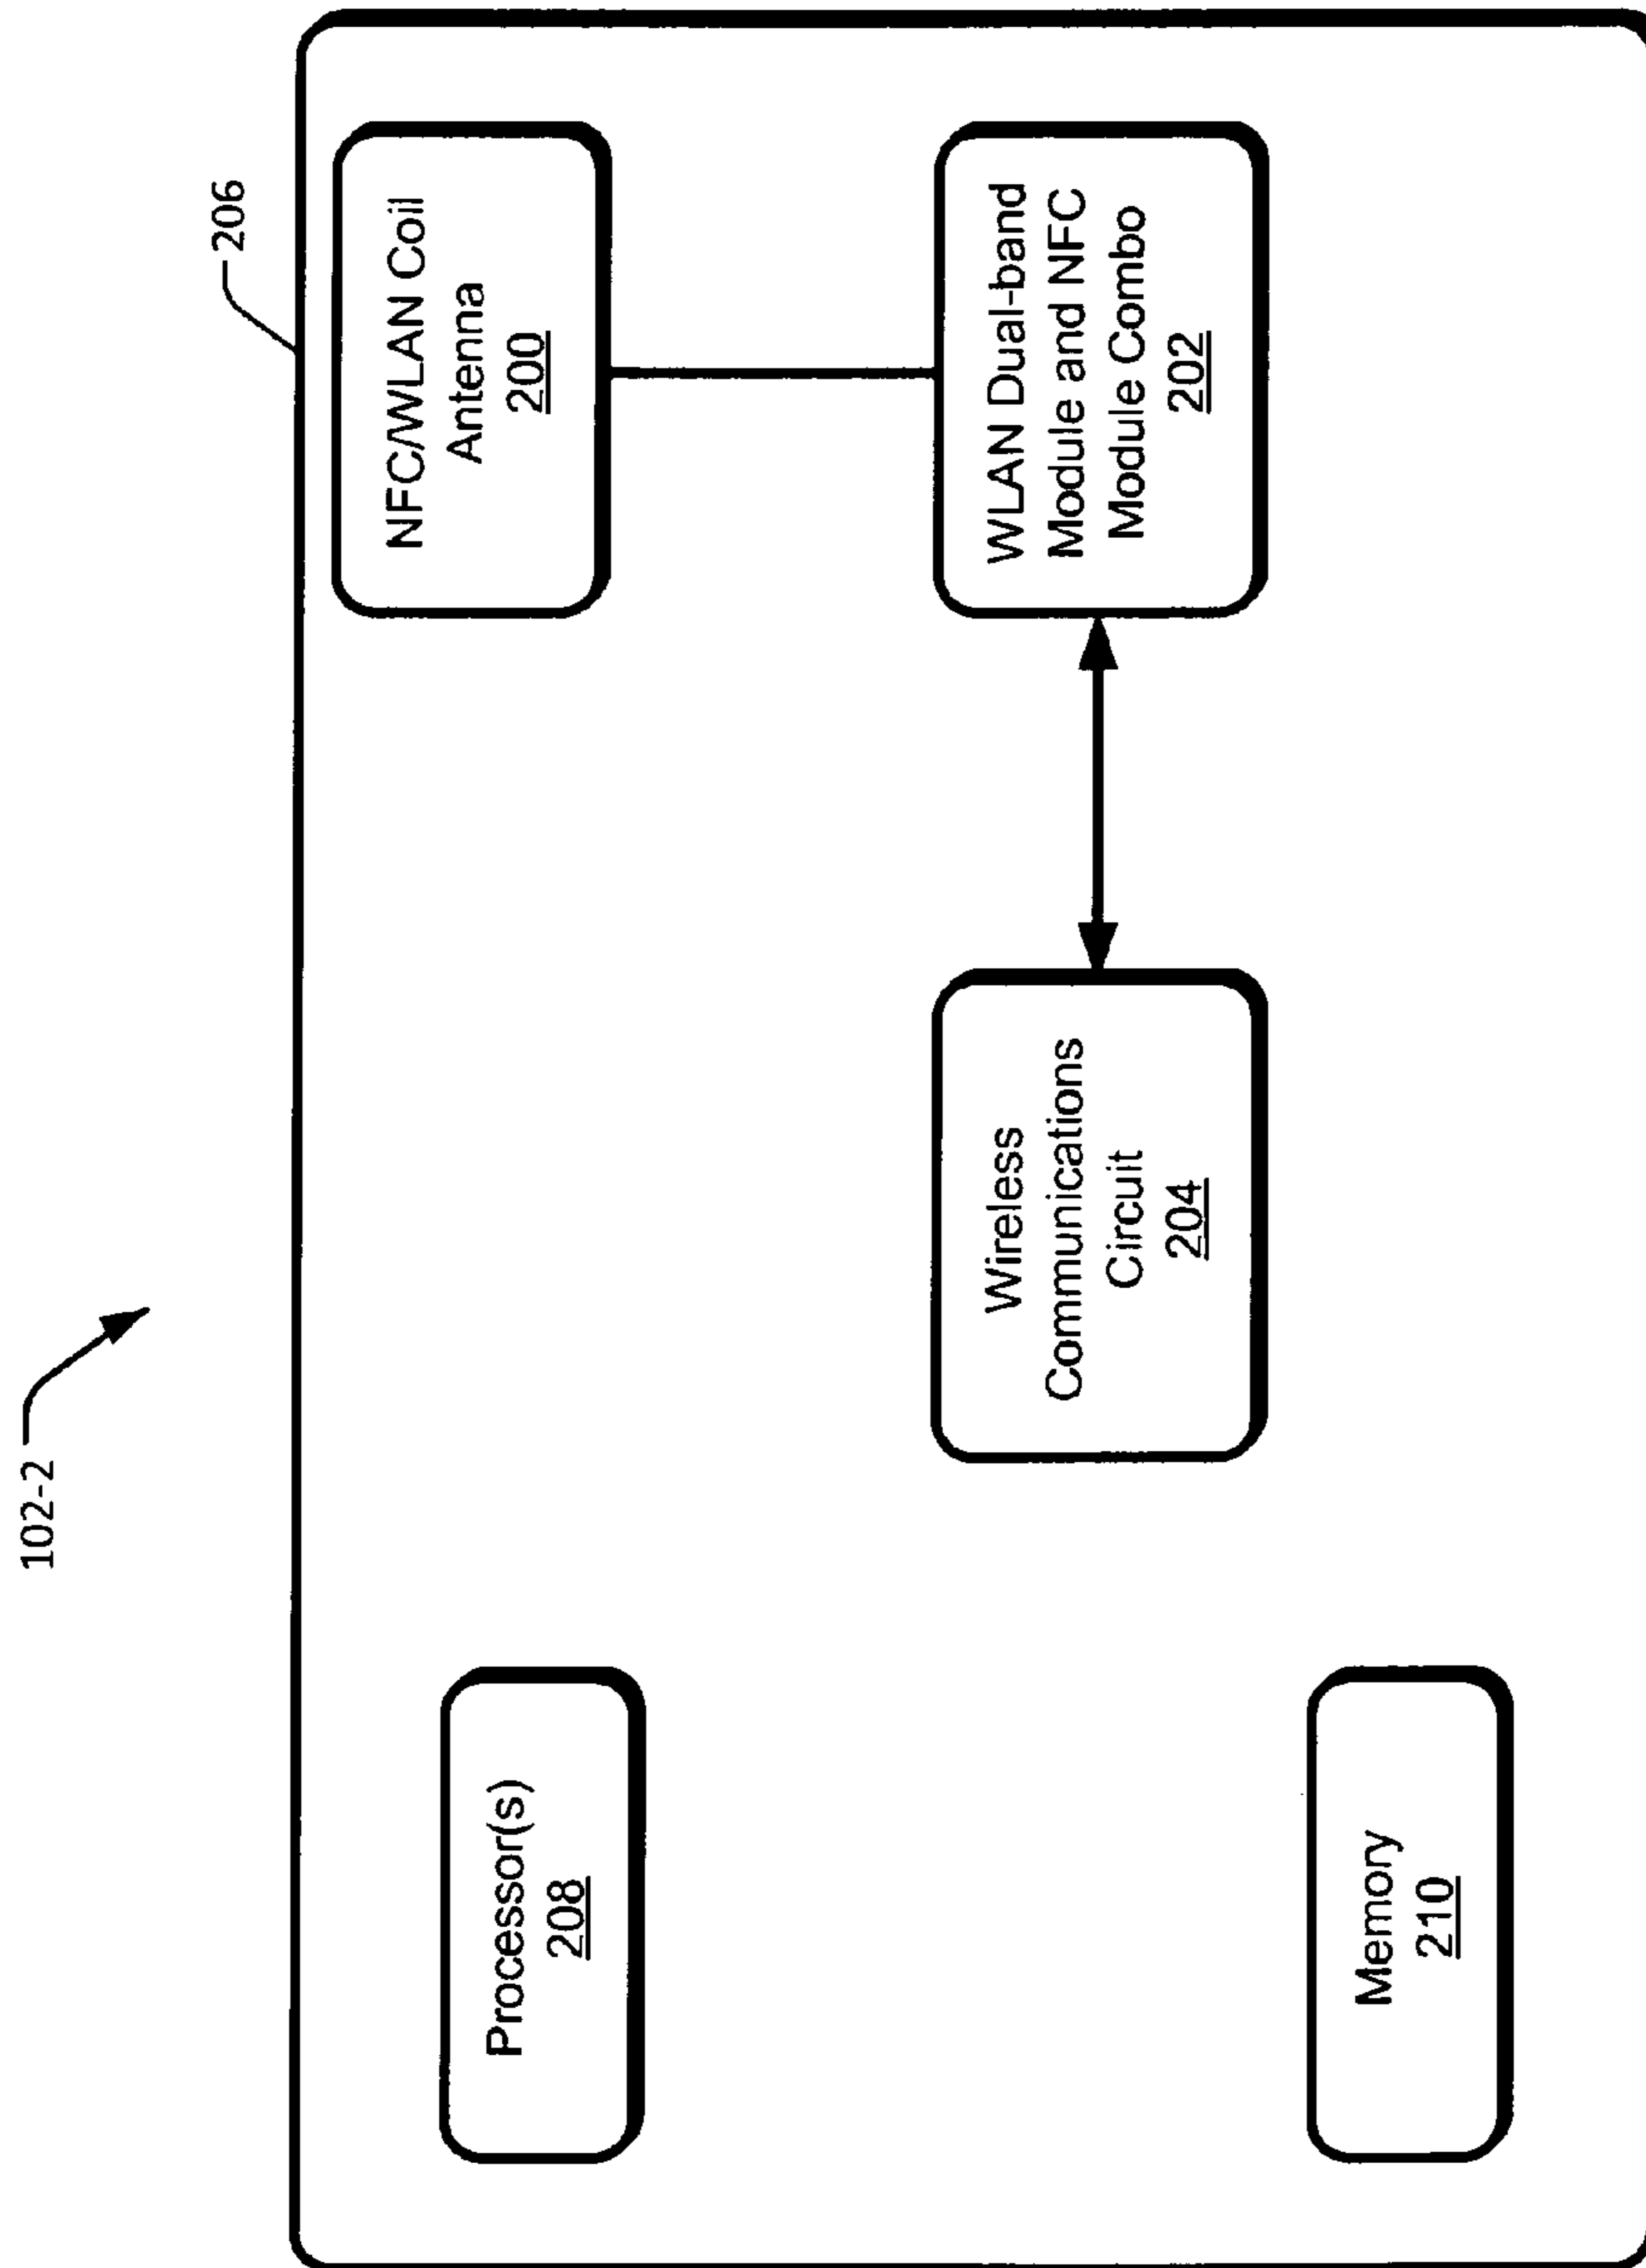 102-2
206
Processor(s)
208
NFC/WLAN Coil
Antenna
200
Wireless
Communications
Circuit
204
WLAN Dual-band
Module and NFC
Module Combo
202
Memory
210